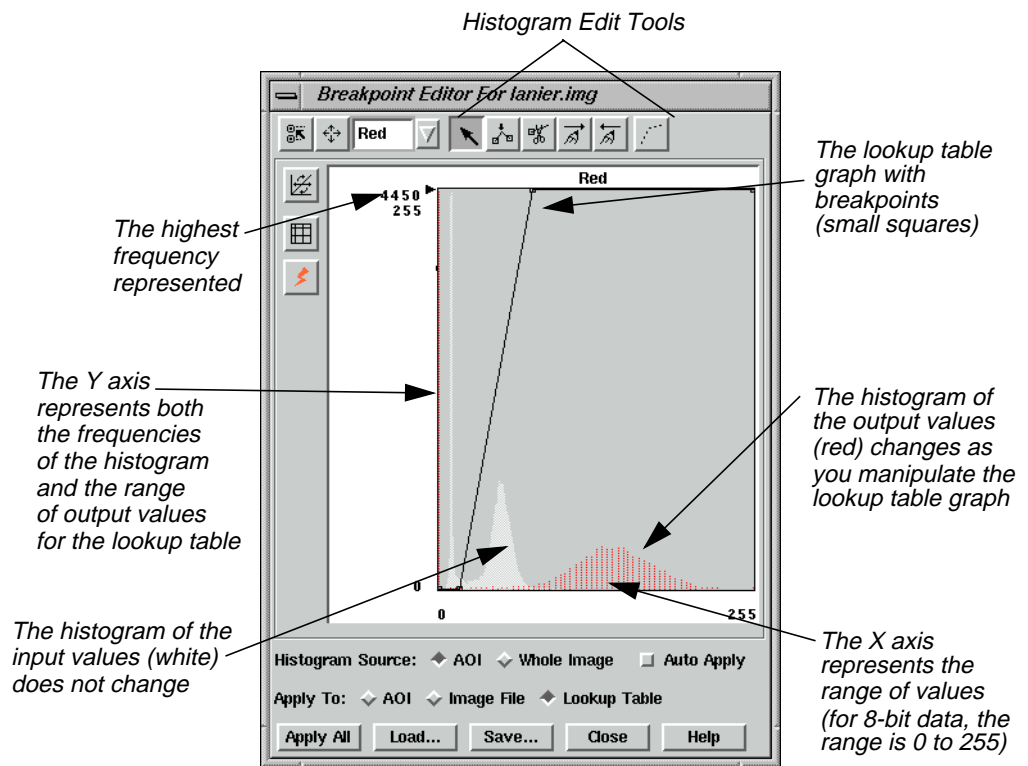 Histogram Edit Tools
Breakpoint Editor For lanier.img
Red
Red
4450
255
0
0
255
The highest
frequency
represented
The lookup table
graph with
breakpoints
(small squares)
The Y axis
represents both
the frequencies
of the histogram
and the range
of output values
for the lookup table
The histogram of
the output values
(red) changes as
you manipulate the
lookup table graph
The histogram of the
input values (white)
does not change
The X axis
represents the
range of values
(for 8-bit data, the
range is 0 to 255)
Histogram Source: AOI Whole Image Auto Apply
Apply To: AOI Image File Lookup Table
Apply All Load... Save... Close Help